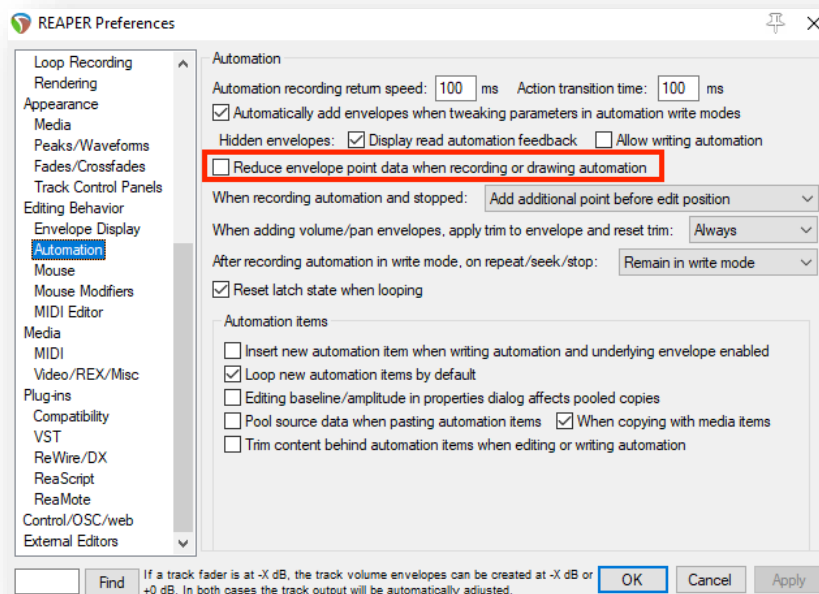 REAPER Preferences
Loop Recording
Rendering
Appearance
Media
Peaks/Waveforms
Fades/Crossfades
Track Control Panels
Editing Behavior
Envelope Display
Automation
Mouse
Mouse Modifiers
MIDI Editor
Media
MIDI
Video/REX/Misc
Plug-ins
Compatibility
VST
ReWire/DX
ReaScript
ReaMote
Control/OSC/web
External Editors
Automation
Automation recording return speed: 100 ms Action transition time: 100 ms
Automatically add envelopes when tweaking parameters in automation write modes
Hidden envelopes: Display read automation feedback Allow writing automation
Reduce envelope point data when recording or drawing automation
When recording automation and stopped: Add additional point before edit position
When adding volume/pan envelopes, apply trim to envelope and reset trim: Always
After recording automation in write mode, on repeat/seek/stop: Remain in write mode
Reset latch state when looping
Automation items
Insert new automation item when writing automation and underlying envelope enabled
Loop new automation items by default
Editing baseline/amplitude in properties dialog affects pooled copies
Pool source data when pasting automation items When copying with media items
Trim content behind automation items when editing or writing automation
Find
If a track fader is at -X dB, the track volume envelopes can be created at -X dB or
+0 dB. In both cases the track output will be automatically adjusted.
OK Cancel Apply